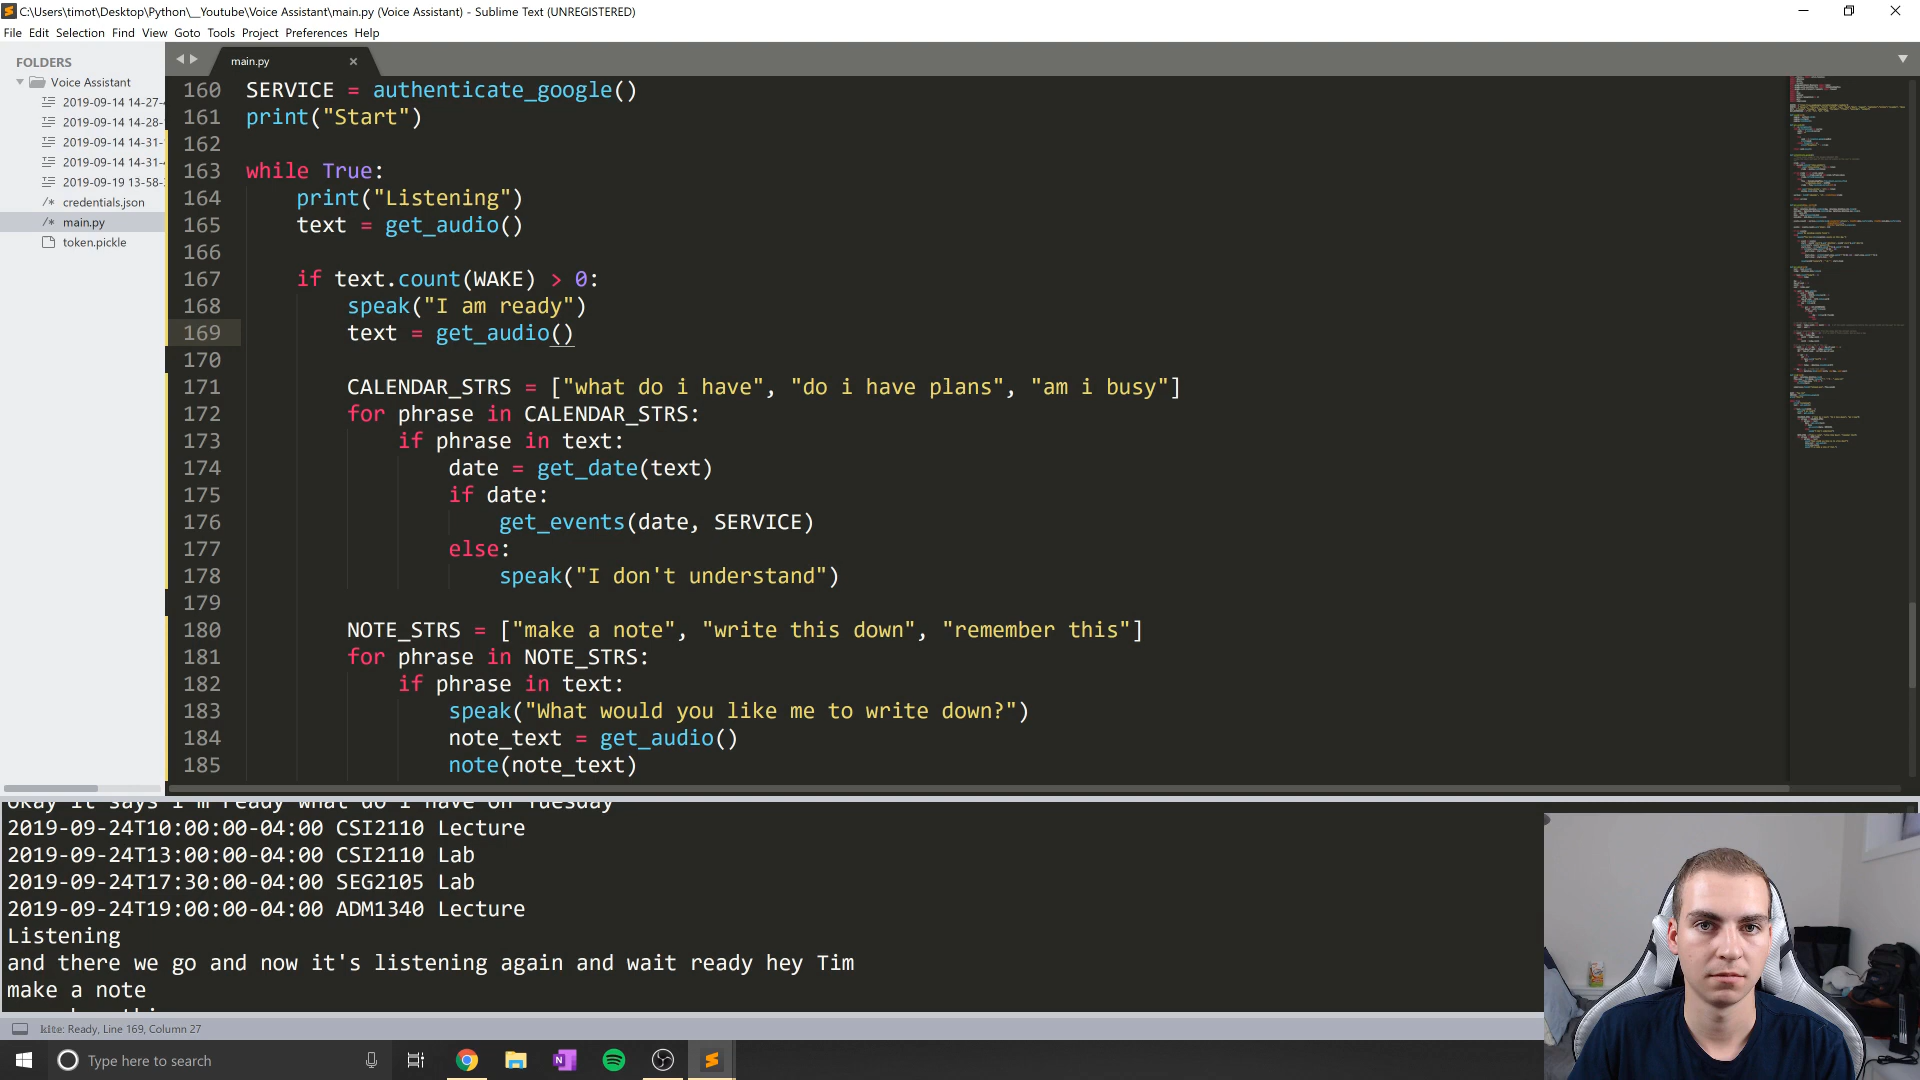 C:\Users\timot\Desktop\Python\__Youtube\Voice Assistant\main.py (Voice Assistant) - Sublime Text (UNREGISTERED)
File Edit Selection Find View Goto Tools Project Preferences Help
FOLDERS
Voice Assistant
2019-09-14 14-27-
2019-09-14 14-28-
2019-09-14 14-31-
2019-09-14 14-31-
2019-09-19 13-58-
/* credentials.json
/* main.py
token.pickle
main.py
160 SERVICE = authenticate_google()
161 print("Start")
162
163 while True:
164 print("Listening")
165 text = get_audio()
166
167 if text.count(WAKE) > 0:
168 speak("I am ready")
169 text = get_audio()
170
171 CALENDAR_STRS = ["what do i have", "do i have plans", "am i busy"]
172 for phrase in CALENDAR_STRS:
173 if phrase in text:
174 date = get_date(text)
175 if date:
176 get_events(date, SERVICE)
177 else:
178 speak("I don't understand")
179
180 NOTE_STRS = ["make a note", "write this down", "remember this"]
181 for phrase in NOTE_STRS:
182 if phrase in text:
183 speak("What would you like me to write down?")
184 note_text = get_audio()
185 note(note_text)
okay it says I'm ready what do I have on Tuesday
2019-09-24T10:00:00-04:00 CSI2110 Lecture
2019-09-24T13:00:00-04:00 CSI2110 Lab
2019-09-24T17:30:00-04:00 SEG2105 Lab
2019-09-24T19:00:00-04:00 ADM1340 Lecture
Listening
and there we go and now it's listening again and wait ready hey Tim
make a note
kite: Ready, Line 169, Column 27
Type here to search